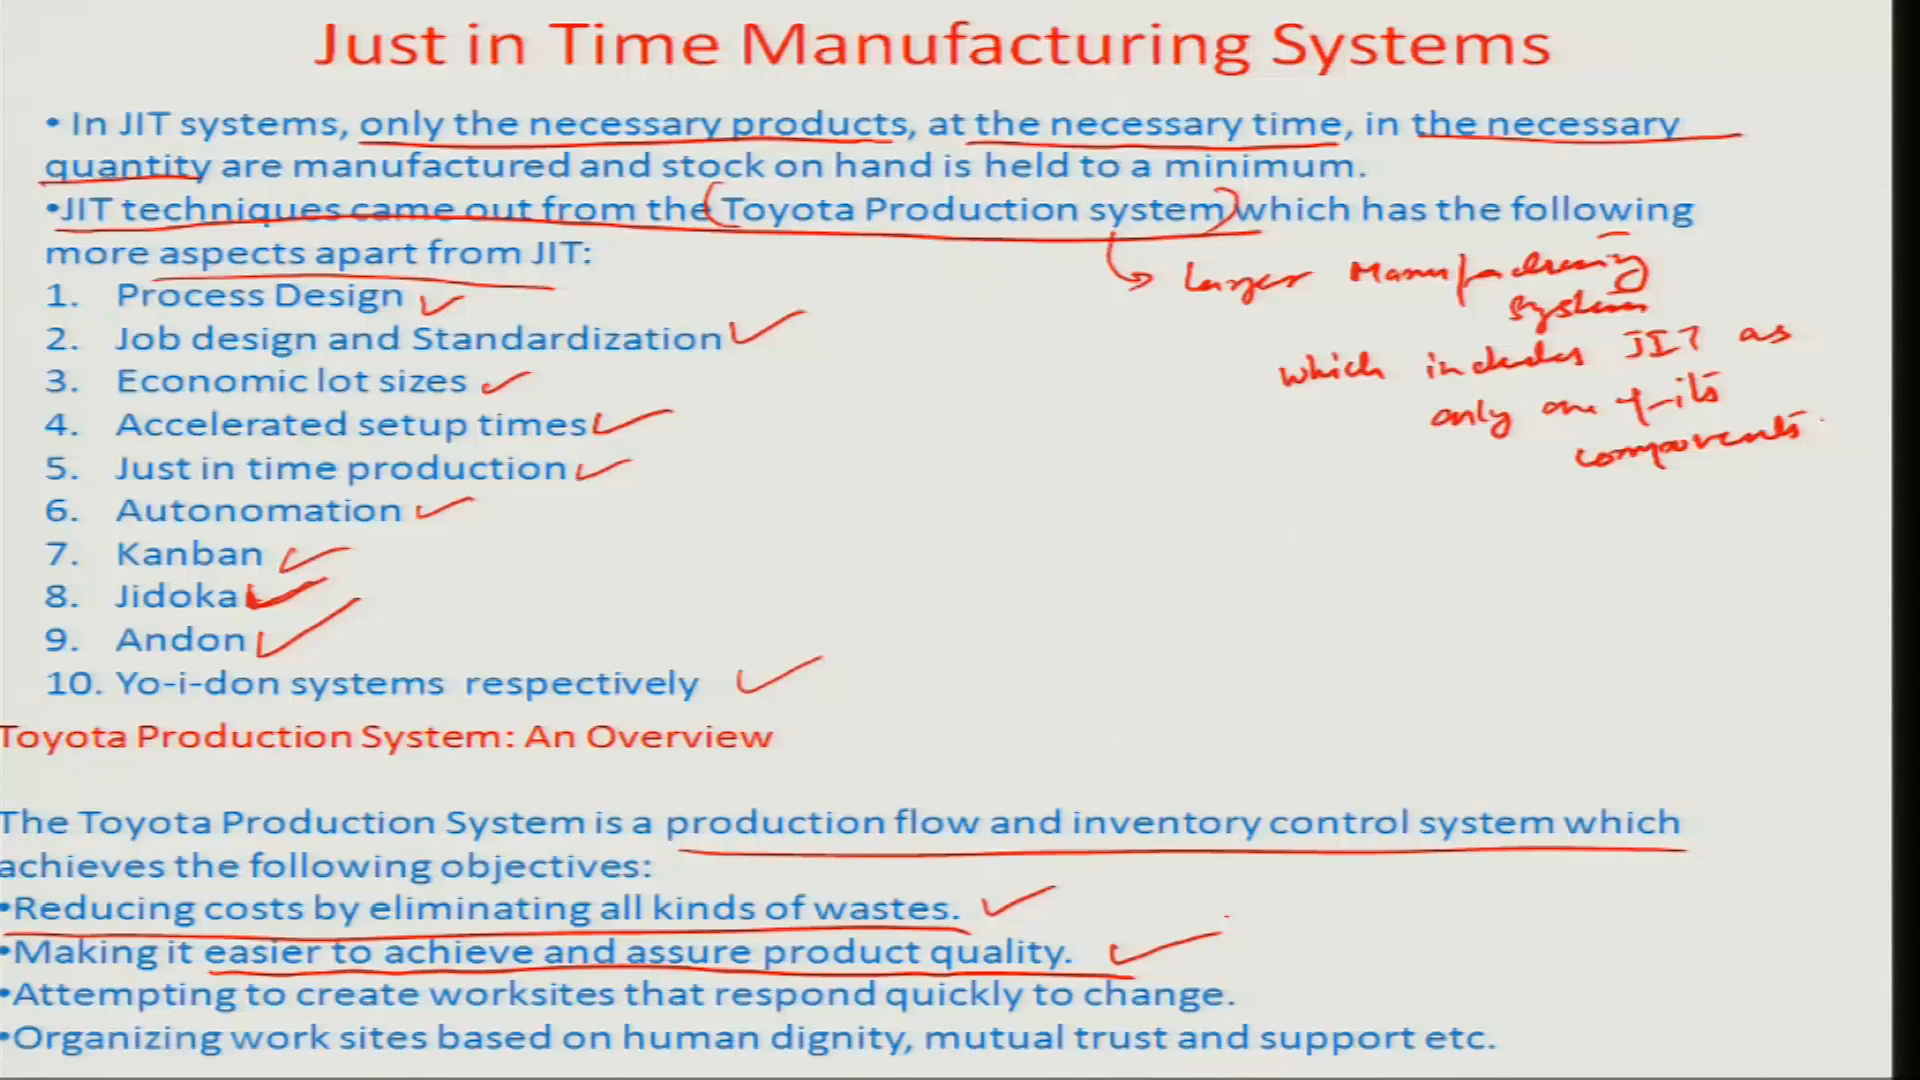 Just in Time Manufacturing Systems
• In JIT systems, only the necessary products, at the necessary time, in the necessary
quantity are manufactured and stock on hand is held to a minimum.
•JIT techniques came out from the Toyota Production system which has the following
more aspects apart from JIT:
1. Process Design
2. Job design and Standardization
3. Economic lot sizes
4. Accelerated setup times
5. Just in time production
6. Autonomation
7. Kanban
8. Jidoka
9. Andon
10. Yo-i-don systems respectively
Larger Manufacturing
System
which includes JIT as
only one of its
components.
Toyota Production System: An Overview
The Toyota Production System is a production flow and inventory control system which
achieves the following objectives:
•Reducing costs by eliminating all kinds of wastes.
•Making it easier to achieve and assure product quality.
•Attempting to create worksites that respond quickly to change.
•Organizing work sites based on human dignity, mutual trust and support etc.